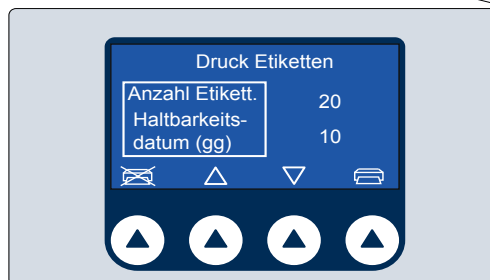 Druck Etiketten
Anzahl Etikett. 20
Haltbarkeits-
datum (gg) 10